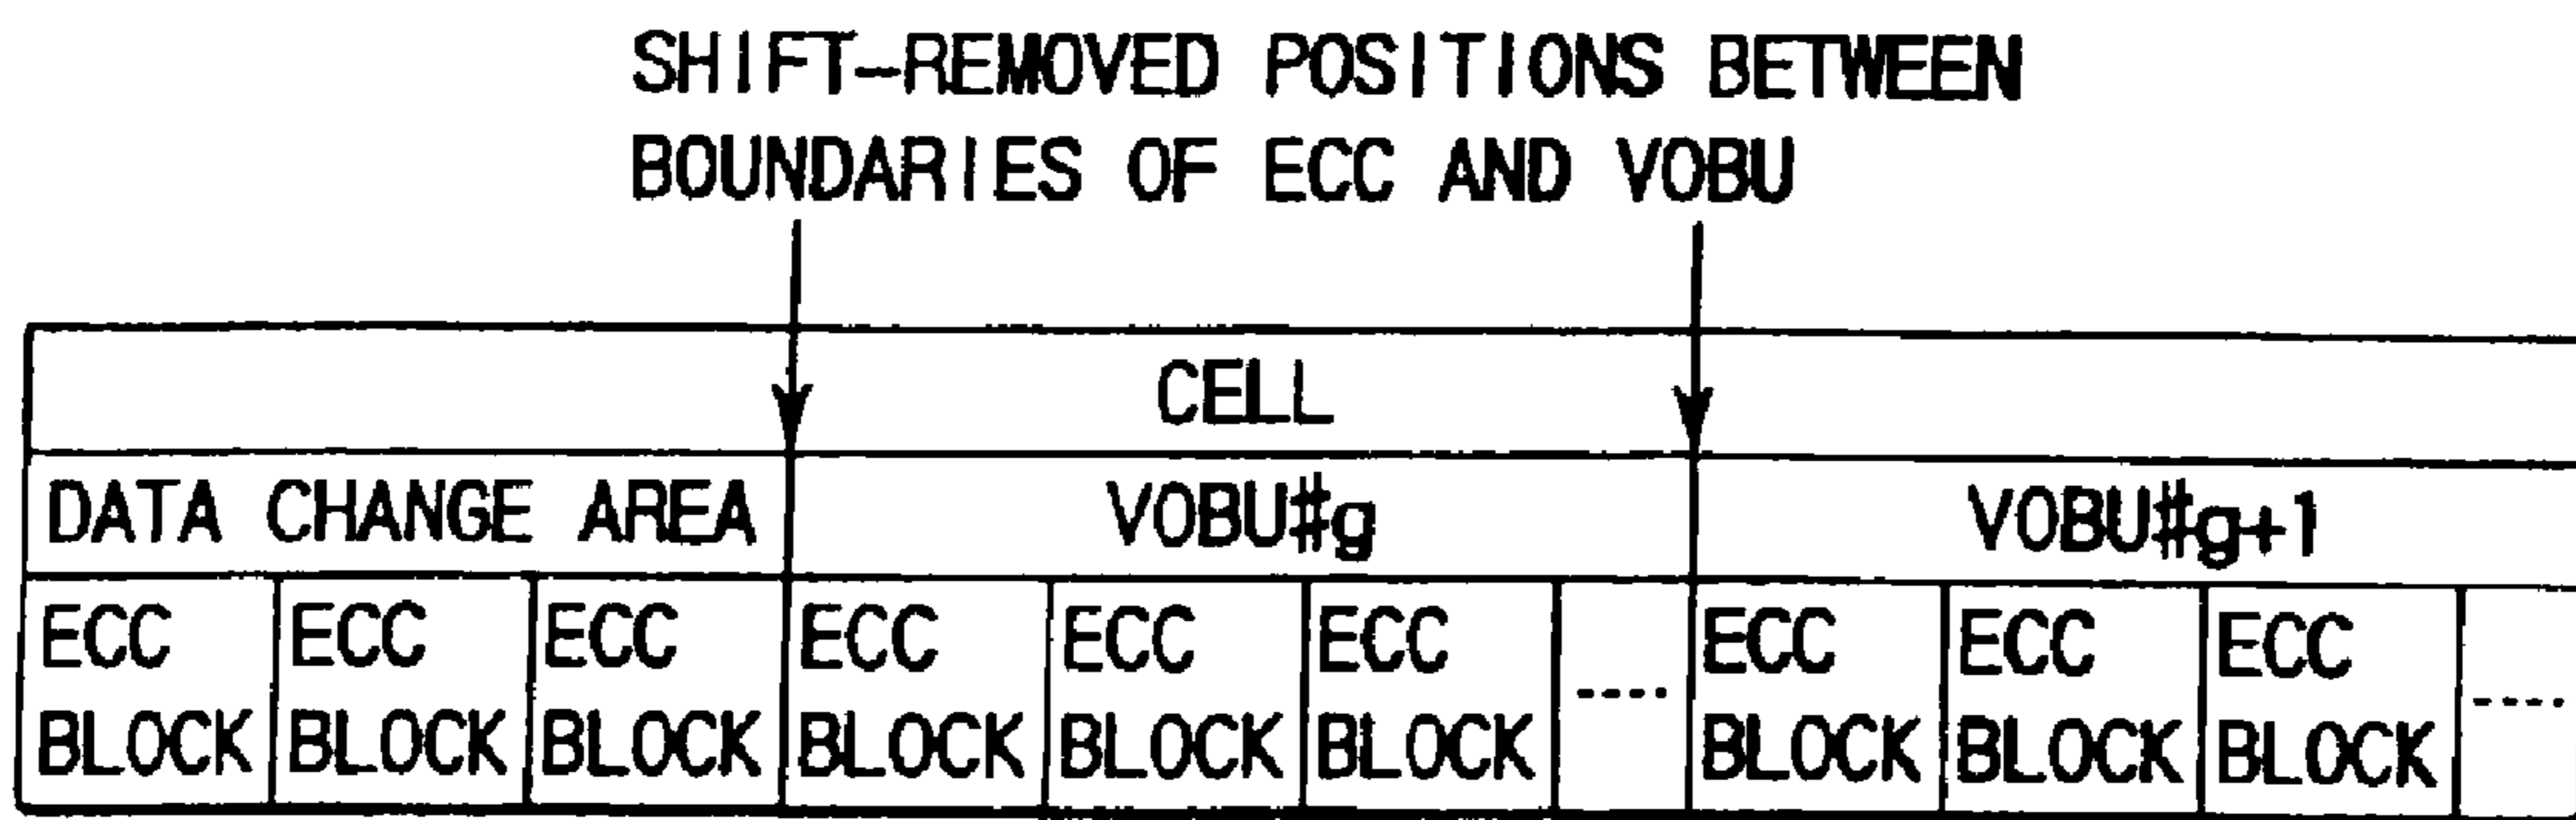 SHIFT-REMOVED POSITIONS BETWEEN
BOUNDARIES OF ECC AND VOBU
CELL
DATA CHANGE AREA VOBU#g VOBU#g+1
ECC ECC ECC ECC ECC ECC ECC ECC ECC
BLOCK BLOCK BLOCK BLOCK BLOCK BLOCK ---- BLOCK BLOCK BLOCK ----